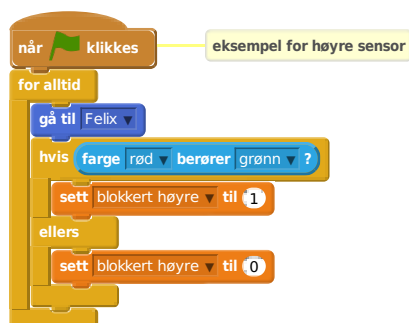 når klikkes
eksempel for høyre sensor
for alltid
gå til Felix
hvis farge rød berører grønn ?
sett blokkert høyre til 1
ellers
sett blokkert høyre til 0